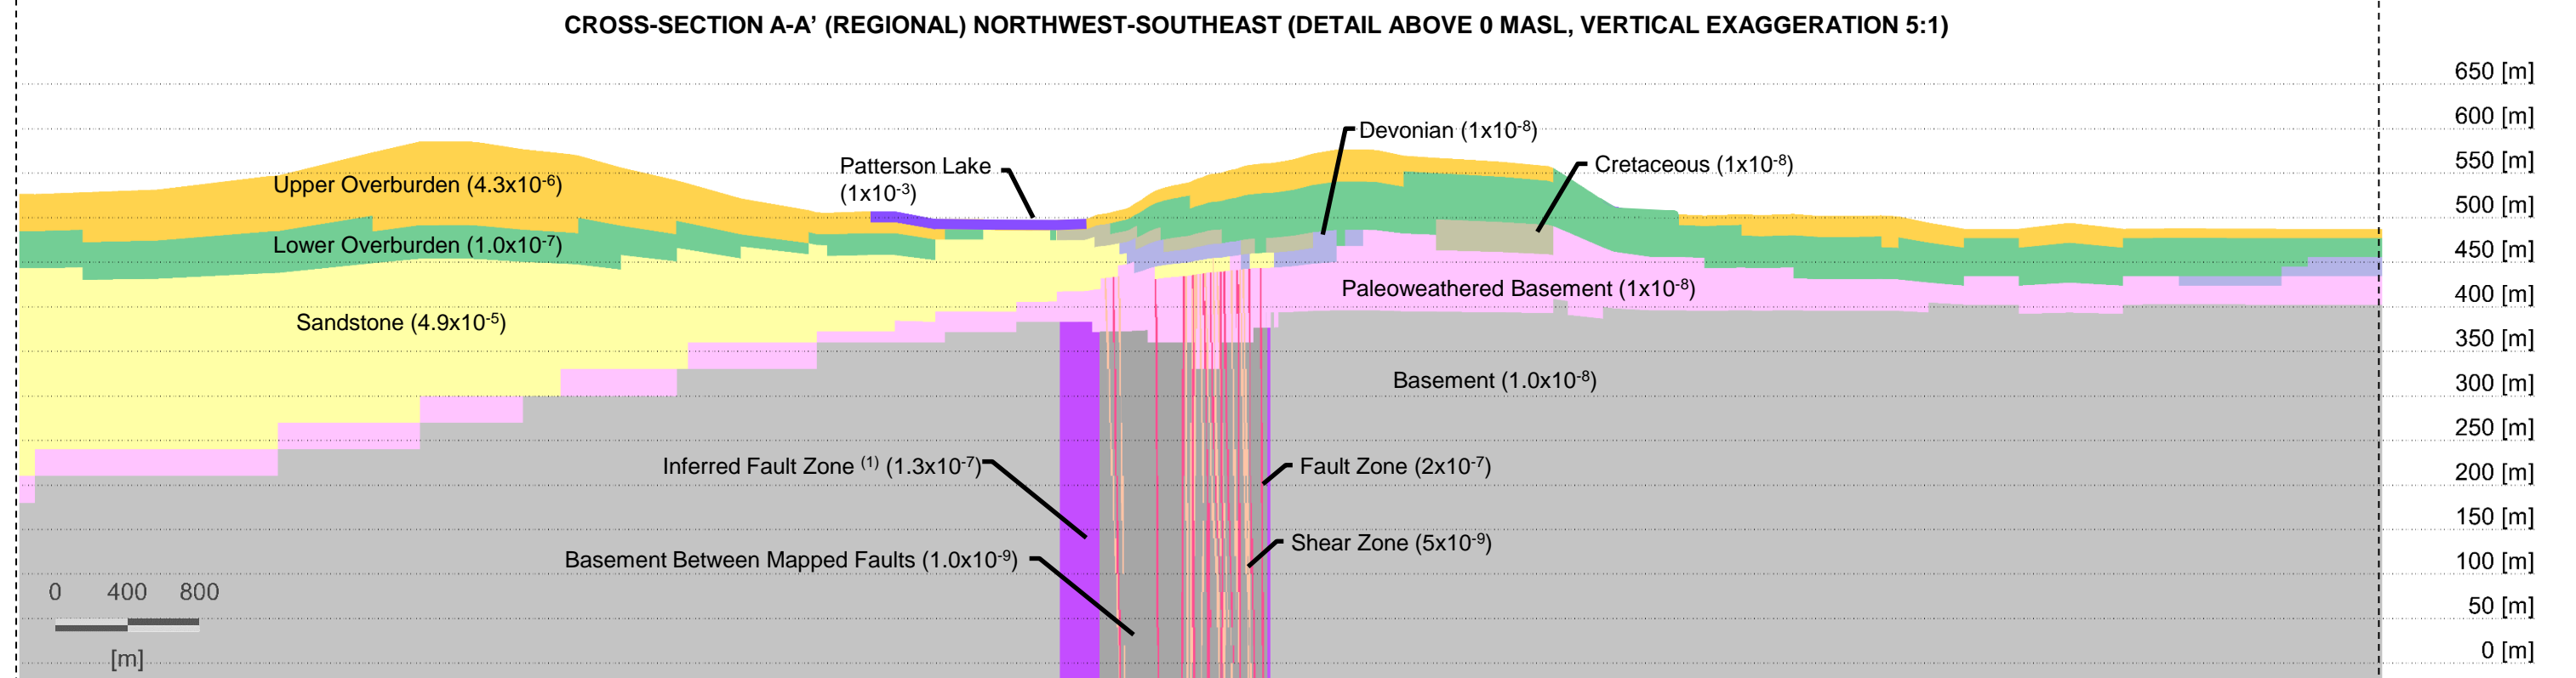 CROSS-SECTION A-A’ (REGIONAL) NORTHWEST-SOUTHEAST (DETAIL ABOVE 0 MASL, VERTICAL EXAGGERATION 5:1)
650 [m]
600 [m]
Devonian (1x10⁻⁸)
Patterson Lake
(1x10⁻³)
Cretaceous (1x10⁻⁸)
550 [m]
Upper Overburden (4.3x10⁻⁶)
500 [m]
Lower Overburden (1.0x10⁻⁷)
450 [m]
Paleoweathered Basement (1x10⁻⁸)
400 [m]
Sandstone (4.9x10⁻⁵)
350 [m]
Basement (1.0x10⁻⁸)
300 [m]
250 [m]
Inferred Fault Zone ⁽¹⁾ (1.3x10⁻⁷)
Fault Zone (2x10⁻⁷)
200 [m]
150 [m]
Shear Zone (5x10⁻⁹)
Basement Between Mapped Faults (1.0x10⁻⁹)
100 [m]
0 400 800
50 [m]
[m]
0 [m]